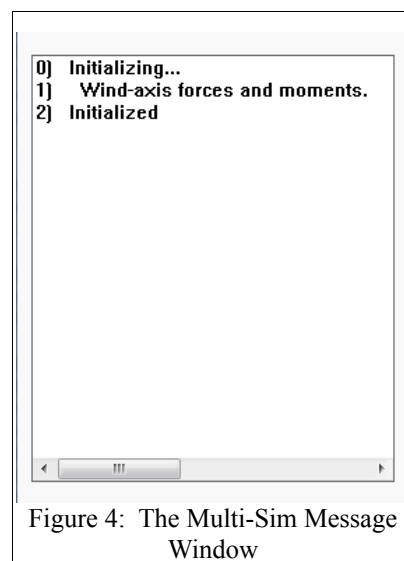 0) Initializing...
1) Wind-axis forces and moments.
2) Initialized
Figure 4: The Multi-Sim Message
Window